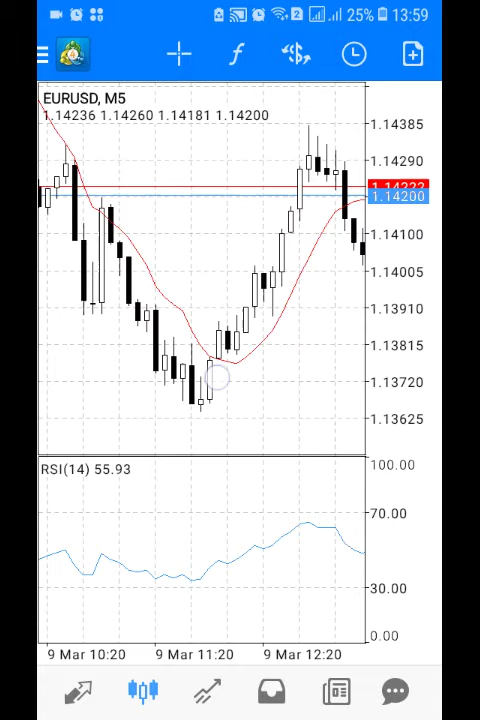 2 25% 13:59
f
EURUSD, M5
1.14236 1.14260 1.14181 1.14200
1.14385
1.14290
1.14222
1.14200
1.14100
1.14005
1.13910
1.13815
1.13720
1.13625
RSI(14) 55.93
100.00
70.00
30.00
0.00
9 Mar 10:20 9 Mar 11:20 9 Mar 12:20